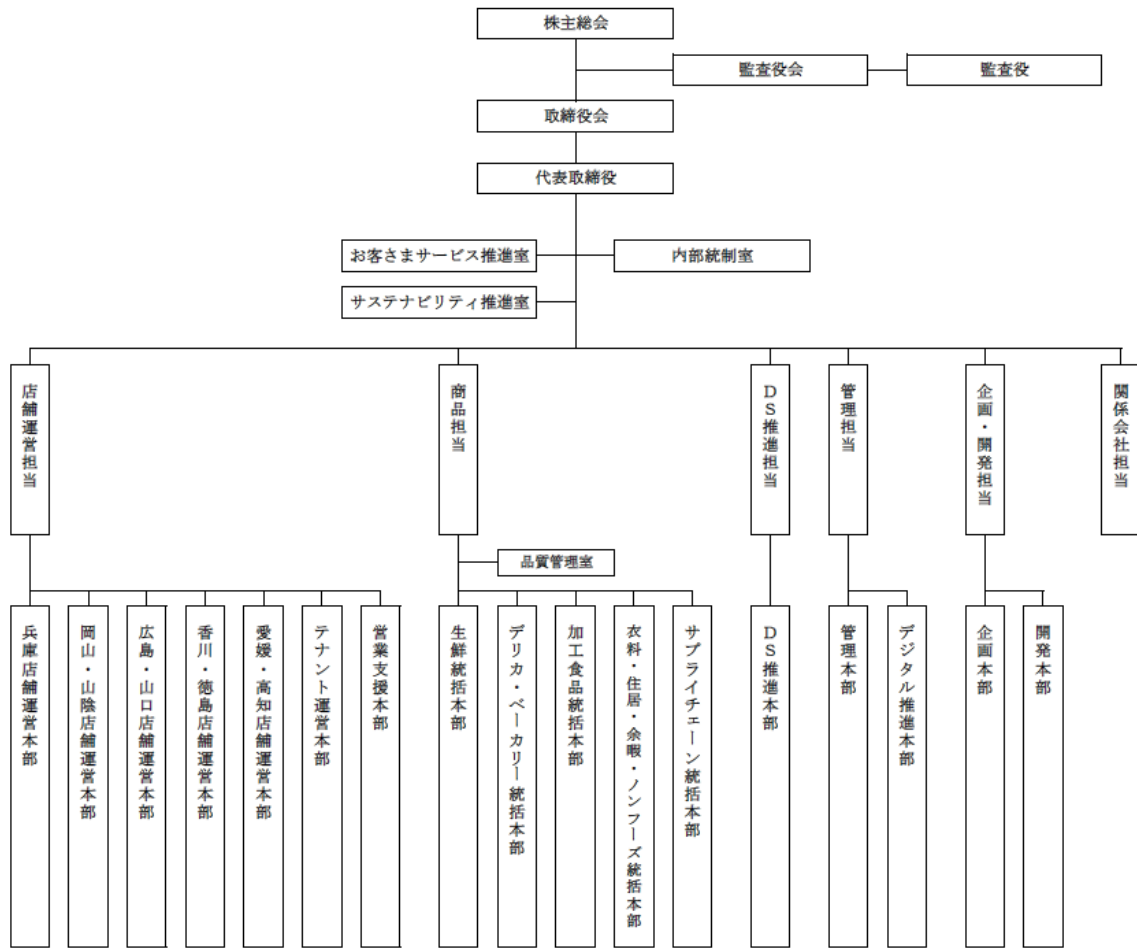 株主総会
監査役会
監査役
取締役会
代表取締役
お客さまサービス推進室
内部統制室
サステナビリティ推進室
店舗運営担当
商品担当
DS推進担当
管理担当
企画・開発担当
関係会社担当
品質管理室
兵庫店舗運営本部
岡山・山陰店舗運営本部
広島・山口店舗運営本部
香川・徳島店舗運営本部
愛媛・高知店舗運営本部
テナント運営本部
営業支援本部
生鮮統括本部
デリカ・ベーカリー統括本部
加工食品統括本部
衣料・住居・余暇・ノンフーズ統括本部
サプライチェーン統括本部
DS推進本部
管理本部
デジタル推進本部
企画本部
開発本部